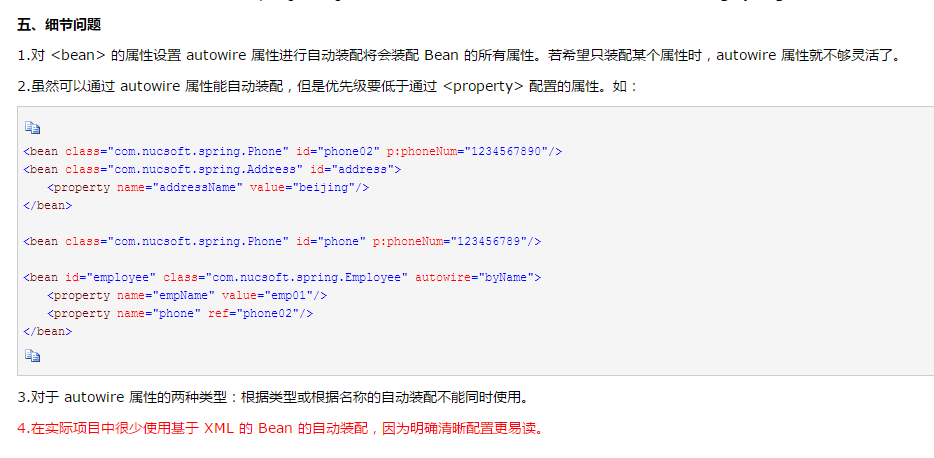 五、细节问题
1.对 <bean> 的属性设置 autowire 属性进行自动装配将会装配 Bean 的所有属性。若希望只装配某个属性时，autowire 属性就不够灵活了。
2.虽然可以通过 autowire 属性能自动装配，但是优先级要低于通过 <property> 配置的属性。如：
<bean class="com.nucsoft.spring.Phone" id="phone02" p:phoneNum="1234567890"/>
<bean class="com.nucsoft.spring.Address" id="address">
<property name="addressName" value="beijing"/>
</bean>
<bean class="com.nucsoft.spring.Phone" id="phone" p:phoneNum="123456789"/>
<bean id="employee" class="com.nucsoft.spring.Employee" autowire="byName">
<property name="empName" value="emp01"/>
<property name="phone" ref="phone02"/>
</bean>
3.对于 autowire 属性的两种类型：根据类型或根据名称的自动装配不能同时使用。
4.在实际项目中很少使用基于 XML 的 Bean 的自动装配，因为明确清晰配置更易读。